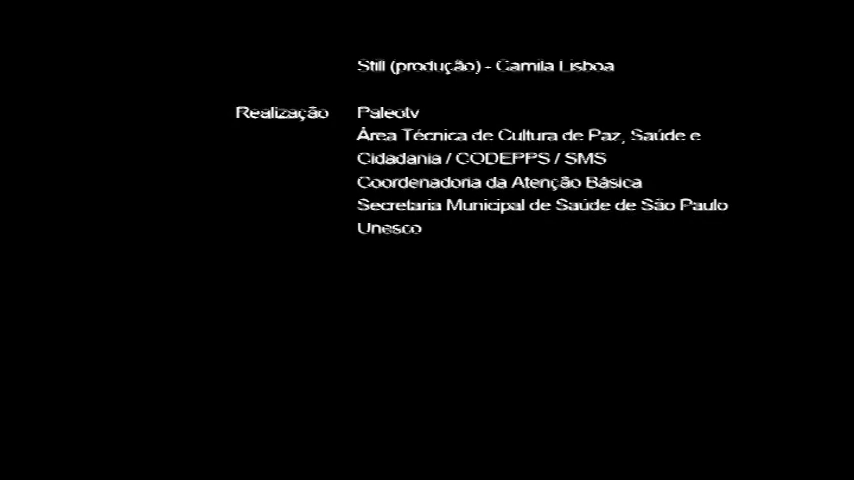 Still (produção) - Camila Lisboa
Realização Paleotv
Área Técnica de Cultura de Paz, Saúde e
Cidadania / CODEPPS / SMS
Coordenadoria da Atenção Básica
Secretaria Municipal de Saúde de São Paulo
Unesco